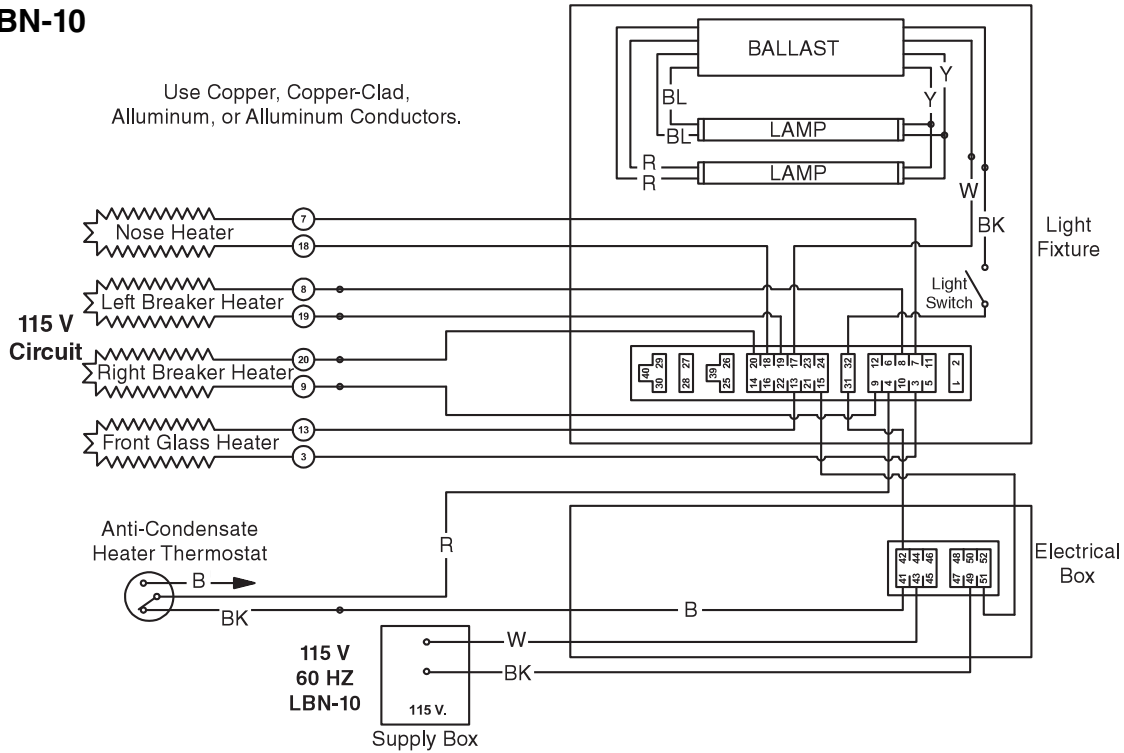 BN-10
Use Copper, Copper-Clad,
Alluminum, or Alluminum Conductors.
BALLAST
BL
BL
LAMP
R
R
LAMP
Y
Y
W
BK
Light
Fixture
Light
Switch
Nose Heater
7
18
Left Breaker Heater
8
19
115 V
Circuit
Right Breaker Heater
20
9
Front Glass Heater
13
3
40 29 30
27 28
39 26 25
20 18 19 17 23 24
14 16 22 13 21 15
32 31
12 6 8 7 11
9 4 10 3 5
2 1
Anti-Condensate
Heater Thermostat
B
BK
R
B
42 44 46
41 43 45
48 50 52
47 49 51
Electrical
Box
W
BK
115 V
60 HZ
LBN-10
115 V.
Supply Box